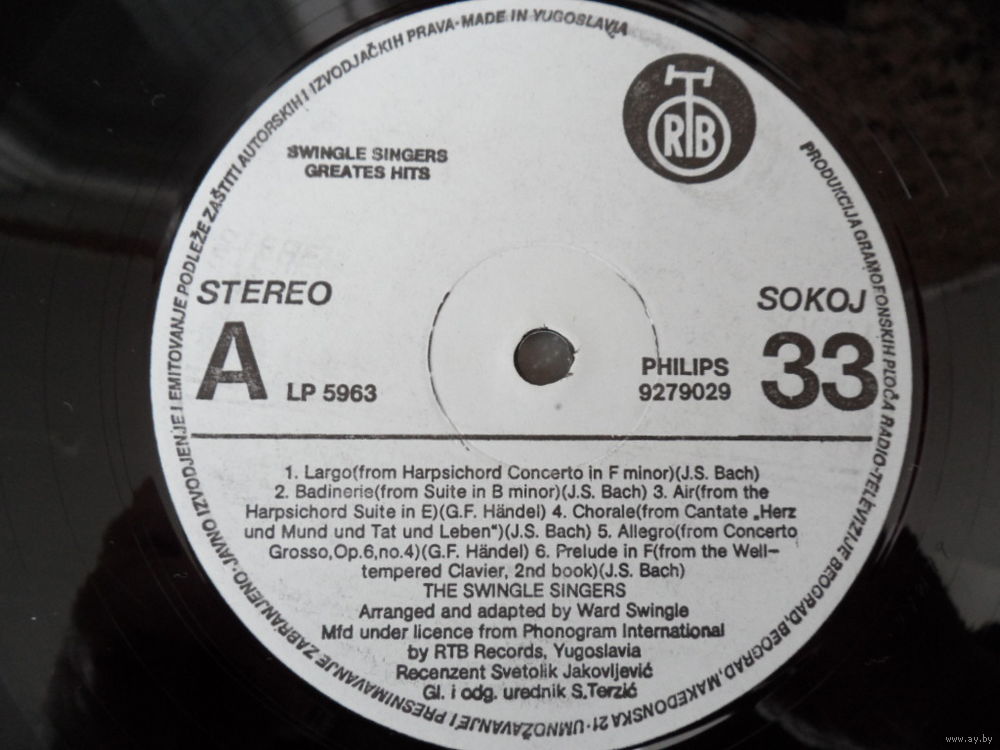 PRODUKCIJA GRAMOFONSKIH PLOČA RADIO-TELEVIZIJE BEOGRAD, BEOGRAD, MAKEDONSKA 21 · UMNOŽAVANJE I PRESNIMAVANJE ZABRANJENO · JAVNO IZVODJENJE I EMITOVANJE PODLEŽE ZAŠTITI AUTORSKIH I IZVODJAČKIH PRAVA · MADE IN YUGOSLAVIA
RTB
SWINGLE SINGERS
GREATES HITS
STEREO
SOKOJ
A
LP 5963
PHILIPS
9279029
33
1. Largo(from Harpsichord Concerto in F minor)(J.S. Bach)
2. Badinerie(from Suite in B minor)(J.S. Bach) 3. Air(from the
Harpsichord Suite in E)(G.F. Händel) 4. Chorale(from Cantate „Herz
und Mund und Tat und Leben“)(J.S. Bach) 5. Allegro(from Concerto
Grosso,Op.6,no.4)(G.F. Händel) 6. Prelude in F(from the Well-
tempered Clavier, 2nd book)(J.S. Bach)
THE SWINGLE SINGERS
Arranged and adapted by Ward Swingle
Mfd under licence from Phonogram International
by RTB Records, Yugoslavia
Recenzent Svetolik Jakovljević
Gl. i odg. urednik S.Terzić
www.ay.by